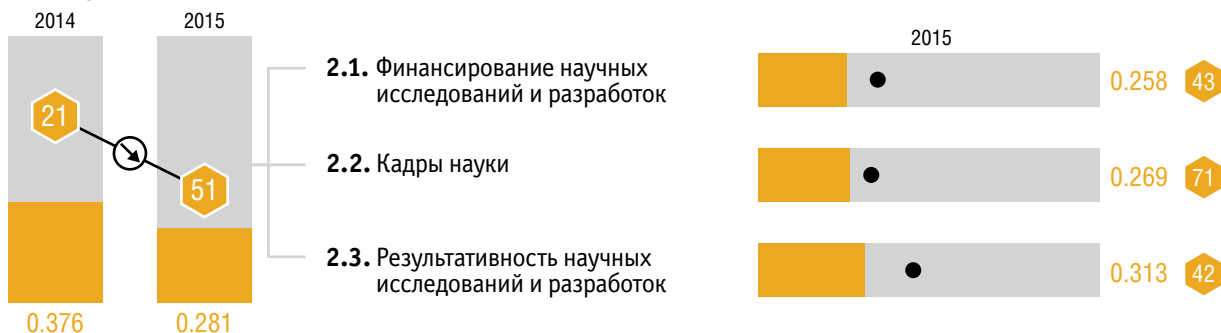 2014
2015
21
51
0.376
0.281
2.1. Финансирование научных
исследований и разработок
2.2. Кадры науки
2.3. Результативность научных
исследований и разработок
2015
0.258 43
0.269 71
0.313 42